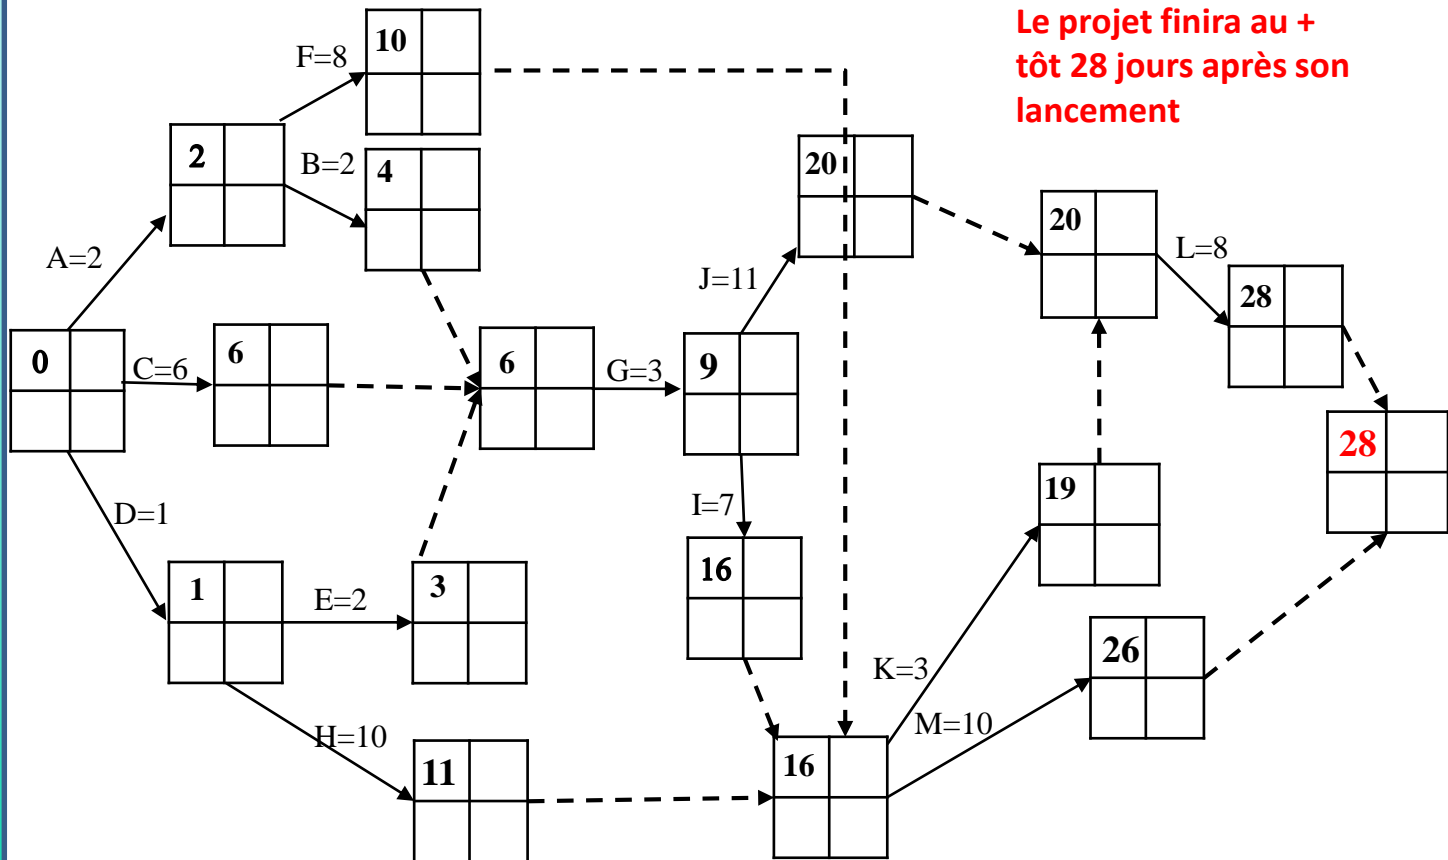 Le projet finira au +
tôt 28 jours après son
lancement
10
F=8
2
B=2
4
20
20
A=2
L=8
J=11
28
0
C=6
6
6
G=3
9
28
D=1
I=7
19
1
E=2
3
16
26
K=3
H=10
M=10
11
16